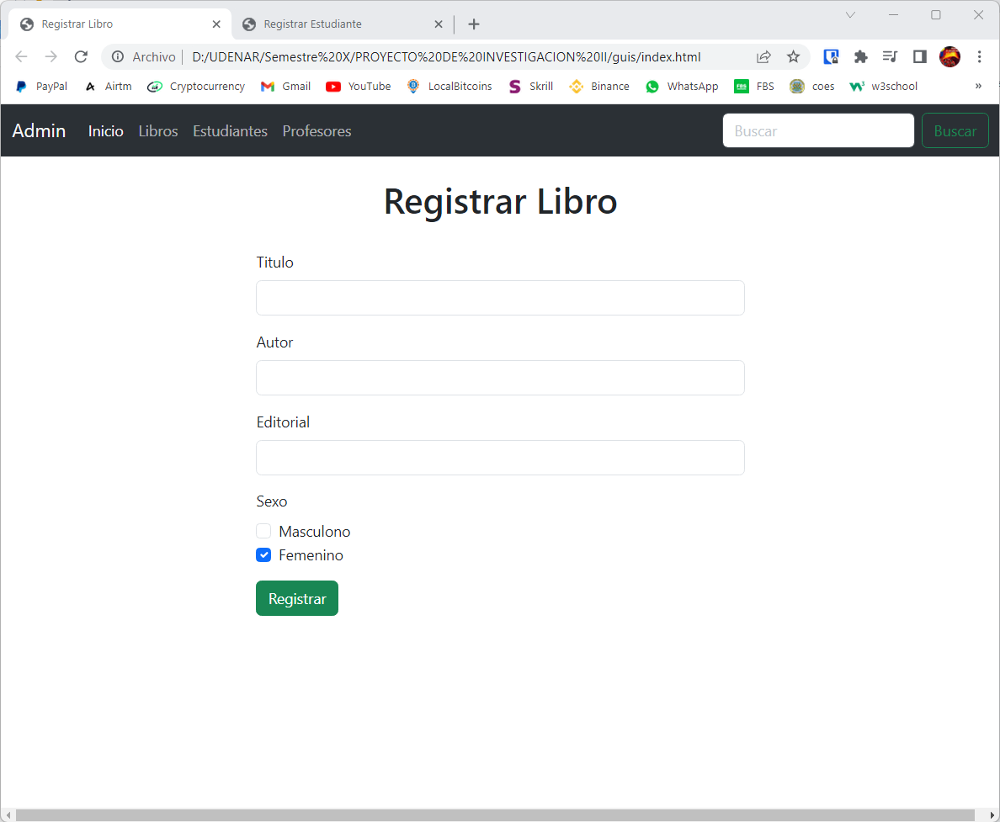 Registrar Libro
Registrar Estudiante
Archivo
D:/UDENAR/Semestre%20X/PROYECTO%20DE%20INVESTIGACION%20II/guis/index.html
PayPal
Airtm
Cryptocurrency
Gmail
YouTube
LocalBitcoins
Skrill
Binance
WhatsApp
FBS
FBS
coes
w3school
»
Admin
Inicio
Libros
Estudiantes
Profesores
Buscar
Buscar
Registrar Libro
Titulo
Autor
Editorial
Sexo
Masculono
Femenino
Registrar